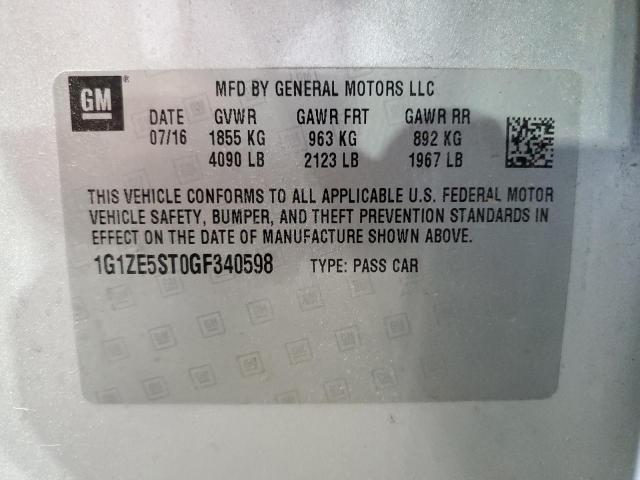 GM ® MFD BY GENERAL MOTORS LLC
DATE GVWR GAWR FRT GAWR RR
07/16 1855 KG 963 KG 892 KG
4090 LB 2123 LB 1967 LB
THIS VEHICLE CONFORMS TO ALL APPLICABLE U.S. FEDERAL MOTOR
VEHICLE SAFETY, BUMPER, AND THEFT PREVENTION STANDARDS IN
EFFECT ON THE DATE OF MANUFACTURE SHOWN ABOVE.
1G1ZE5ST0GF340598 TYPE: PASS CAR